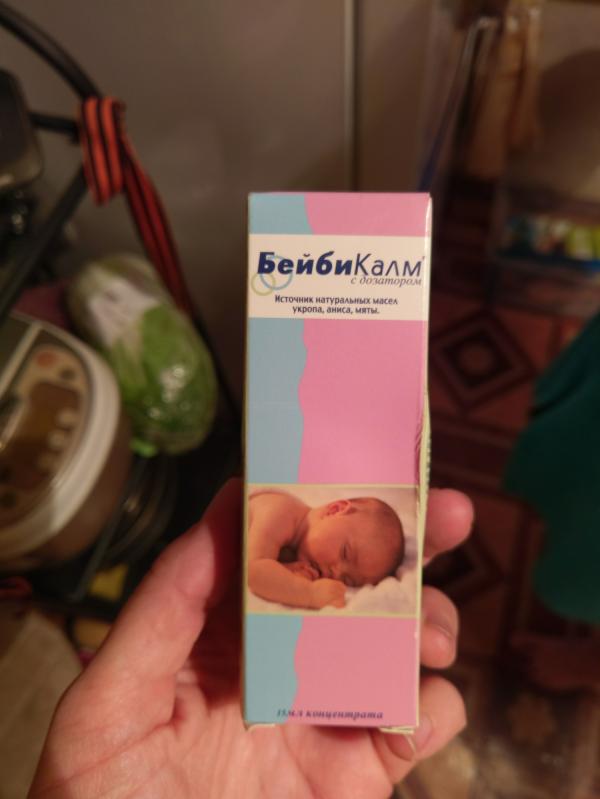 БейбиКалм
с дозатором
Источник натуральных масел
укропа, аниса, мяты.
15мл концентрата